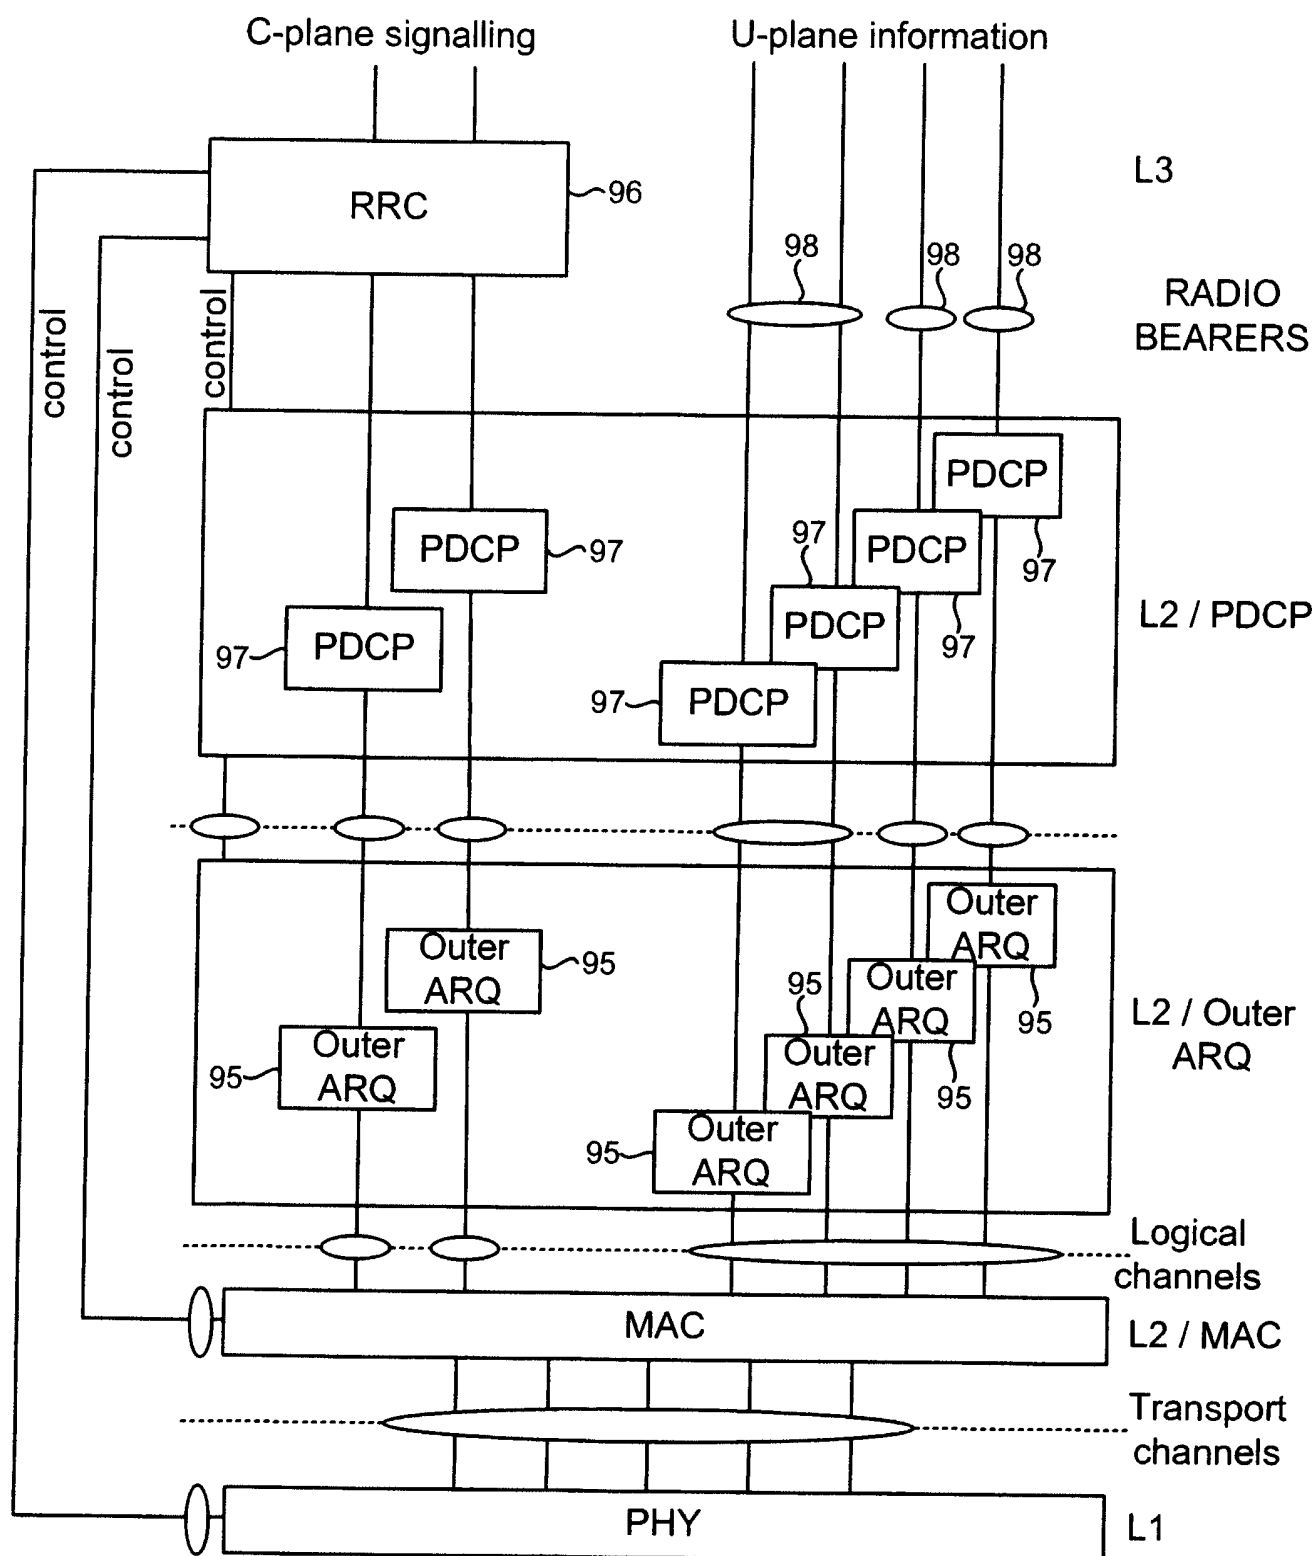 C-plane signalling
U-plane information
RRC
96
L3
98
98
98
RADIO
BEARERS
control
control
control
PDCP
97
PDCP
97
PDCP
97
PDCP
97
PDCP
97
PDCP
97
L2 / PDCP
Outer
ARQ
95
Outer
ARQ
95
Outer
ARQ
95
Outer
ARQ
95
Outer
ARQ
95
Outer
ARQ
95
L2 / Outer
ARQ
Logical
channels
MAC
L2 / MAC
Transport
channels
PHY
L1